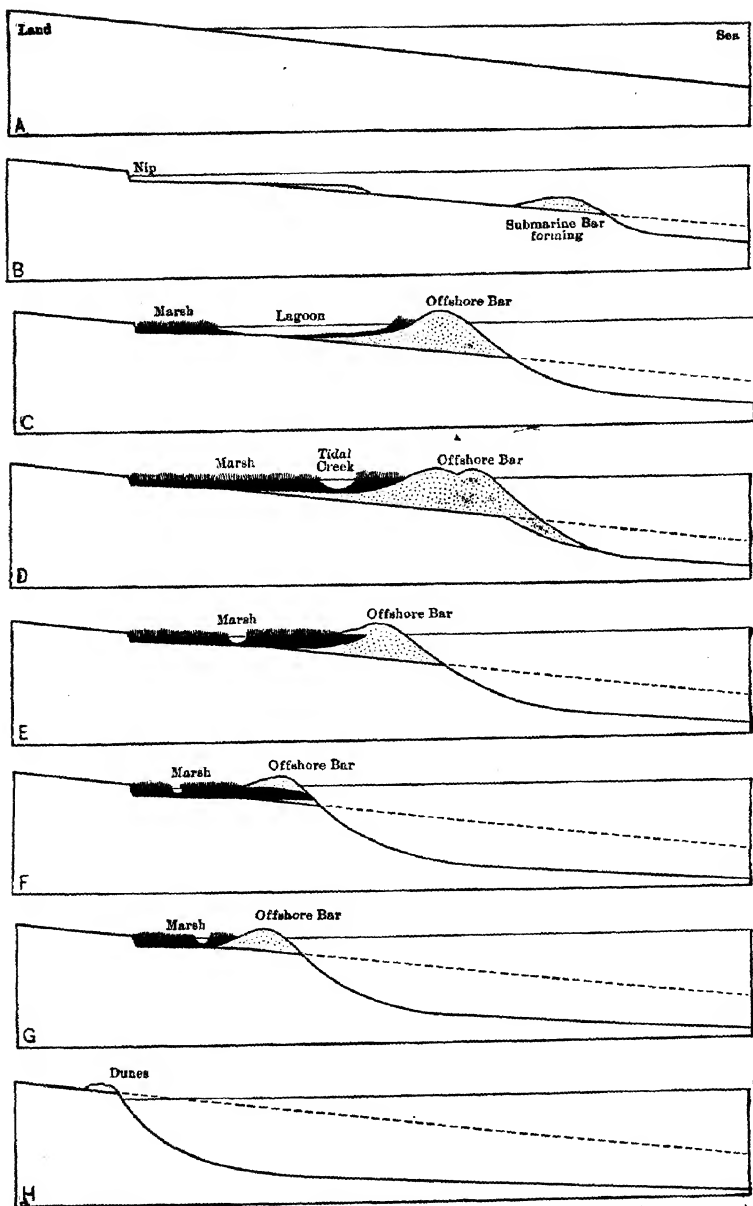 Land
Sea
A
Nip
Submarine Bar
forming
B
Marsh
Lagoon
Offshore Bar
C
Marsh
Tidal
Creek
Offshore Bar
D
Marsh
Offshore Bar
E
Marsh
Offshore Bar
F
Marsh
Offshore Bar
G
Dunes
H